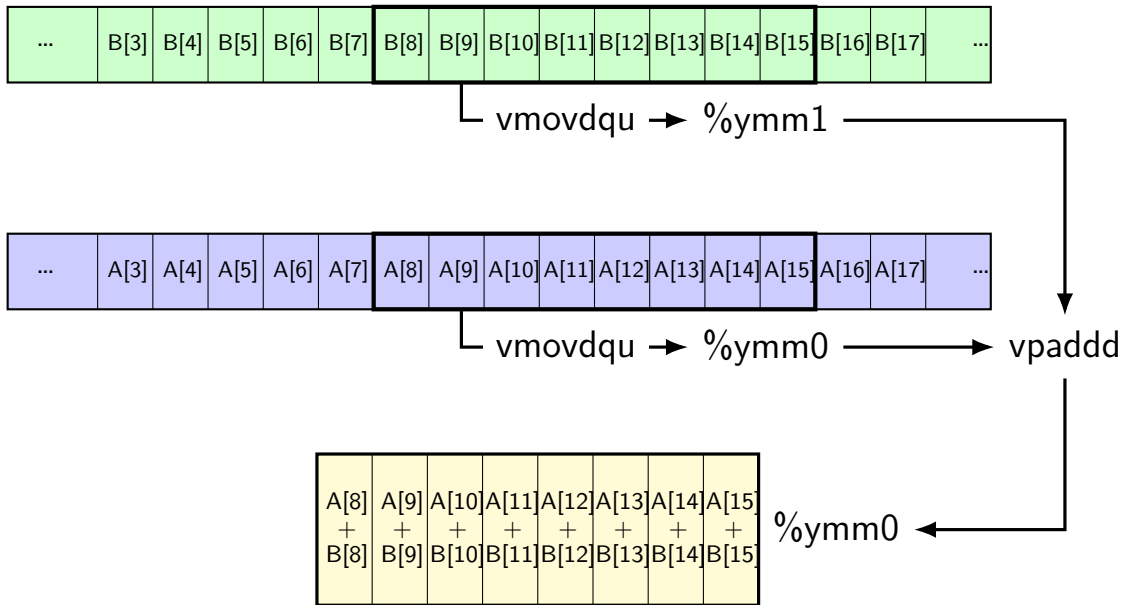 ... B[3] B[4] B[5] B[6] B[7] B[8] B[9] B[10] B[11] B[12] B[13] B[14] B[15] B[16] B[17] ...
vmovdqu %ymm1
... A[3] A[4] A[5] A[6] A[7] A[8] A[9] A[10] A[11] A[12] A[13] A[14] A[15] A[16] A[17] ...
vmovdqu %ymm0 vpaddd
A[8] A[9] A[10] A[11] A[12] A[13] A[14] A[15]
+ + + + + + + + %ymm0
B[8] B[9] B[10] B[11] B[12] B[13] B[14] B[15]